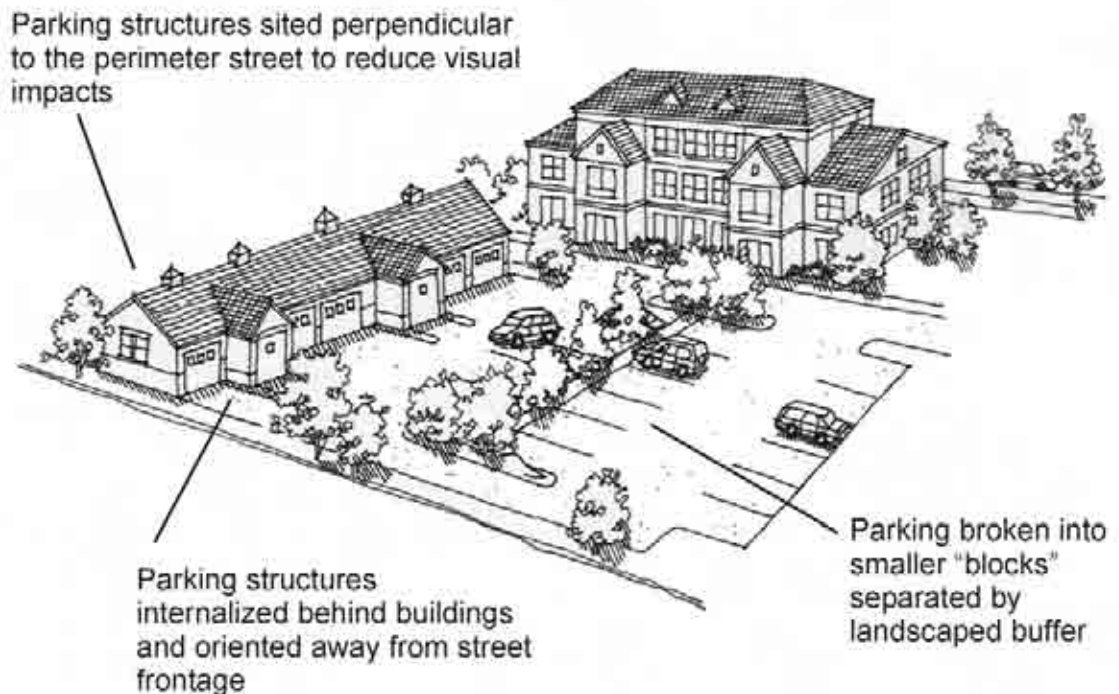 Parking structures sited perpendicular
to the perimeter street to reduce visual
impacts
Parking structures
internalized behind buildings
and oriented away from street
frontage
Parking broken into
smaller “blocks”
separated by
landscaped buffer